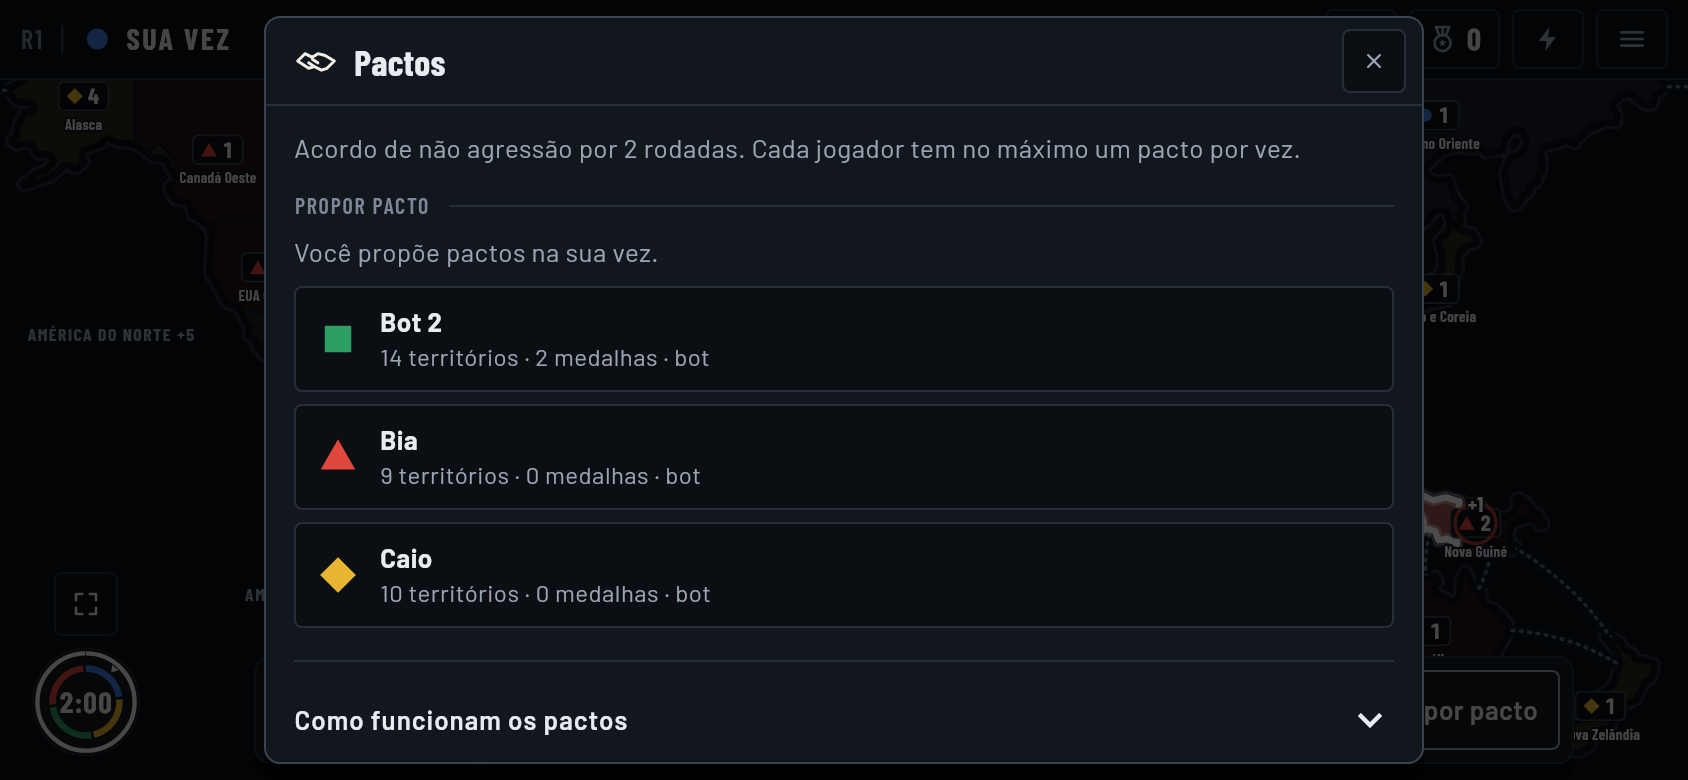 R1
SUA VEZ
Pactos
0
4
Alasca
1
Canadá Oeste
EUA
AMÉRICA DO NORTE +5
Acordo de não agressão por 2 rodadas. Cada jogador tem no máximo um pacto por vez.
PROPOR PACTO
Você propõe pactos na sua vez.
Bot 2
14 territórios · 2 medalhas · bot
Bia
9 territórios · 0 medalhas · bot
Caio
10 territórios · 0 medalhas · bot
Como funcionam os pactos
1
Oriente
1
e Coreia
+1
2
Nova Guiné
1
2:00
por pacto
1
Zelândia